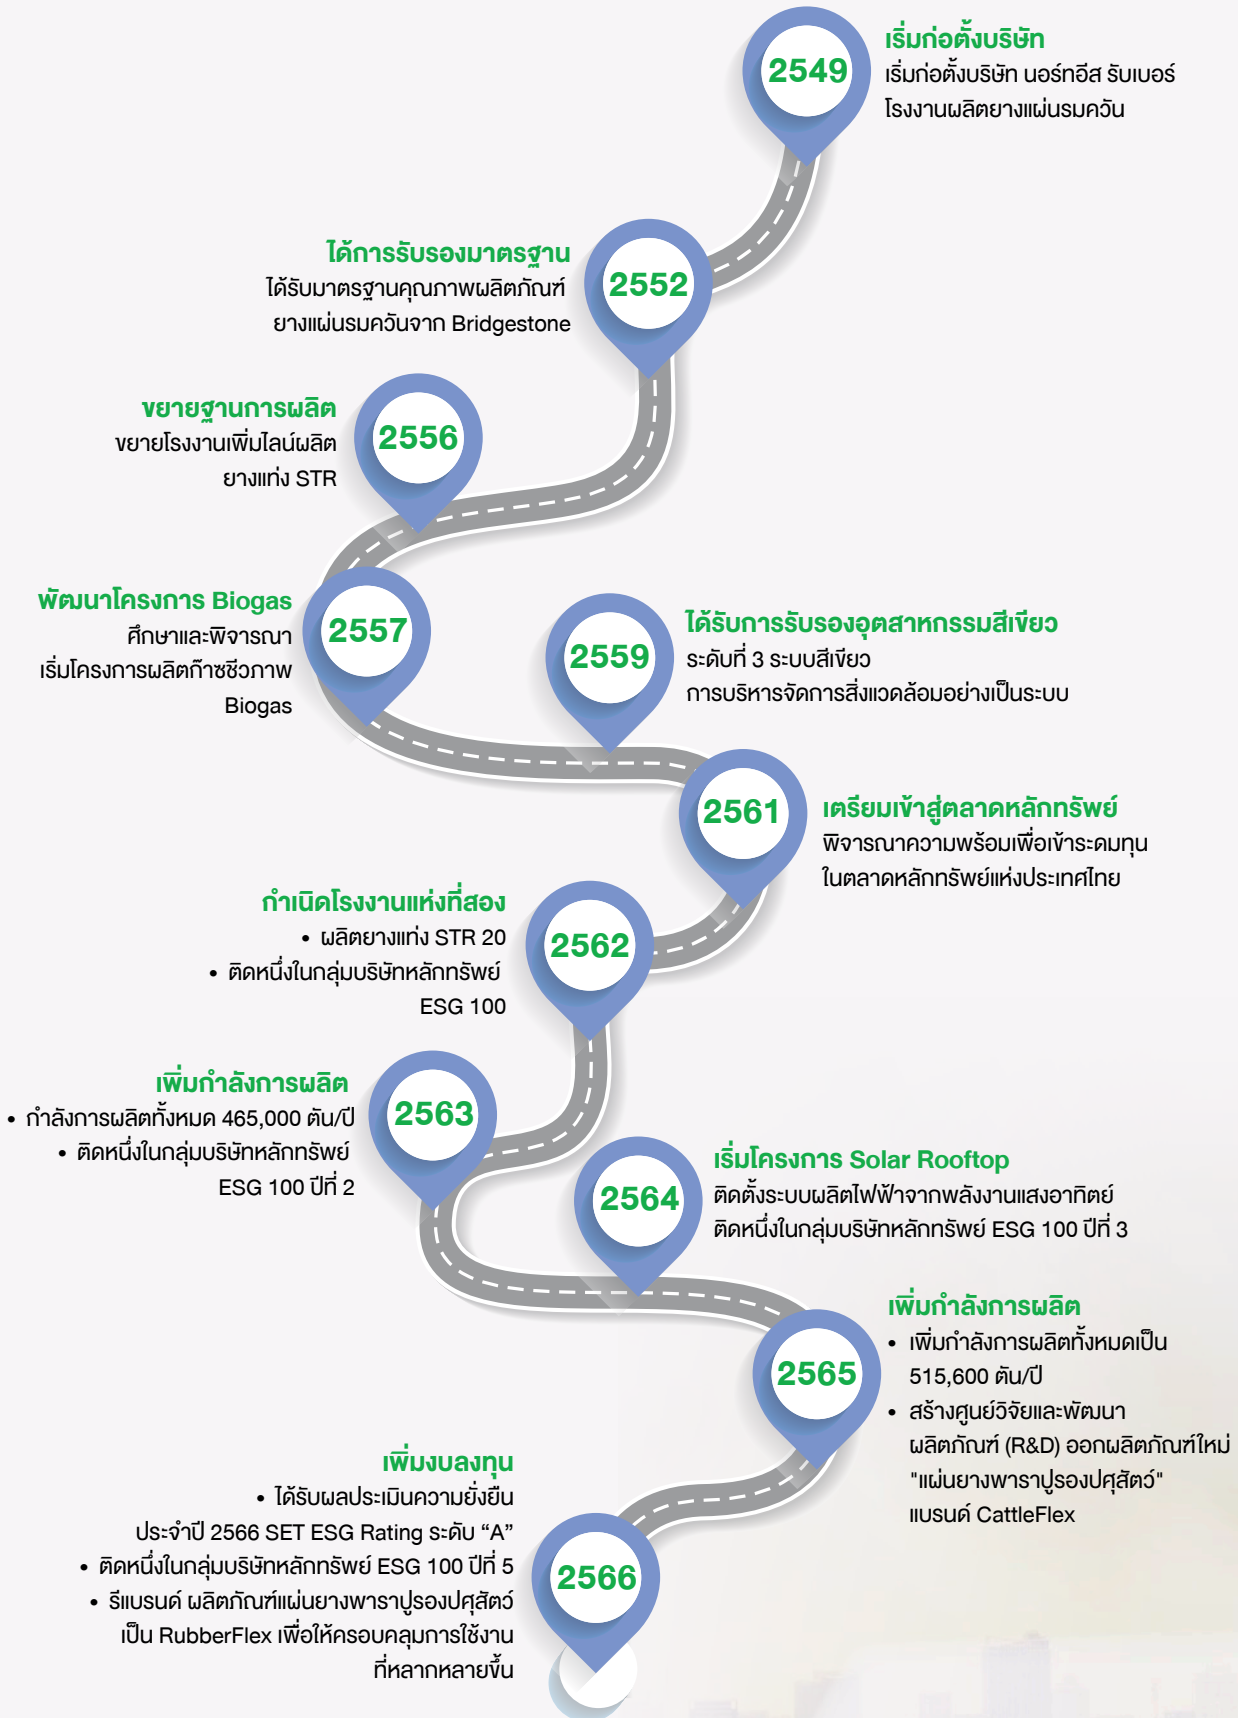 2549
เริ่มก่อตั้งบริษัท
เริ่มก่อตั้งบริษัท นอร์ทอีส รับเบอร์
โรงงานผลิตยางแผ่นรมควัน
2552
ได้การรับรองมาตรฐาน
ได้รับมาตรฐานคุณภาพผลิตภัณฑ์
ยางแผ่นรมควันจาก Bridgestone
2556
ขยายฐานการผลิต
ขยายโรงงานเพิ่มไลน์ผลิต
ยางแท่ง STR
2557
พัฒนาโครงการ Biogas
ศึกษาและพิจารณา
เริ่มโครงการผลิตก๊าซชีวภาพ
Biogas
2559
ได้รับการรับรองอุตสาหกรรมสีเขียว
ระดับที่ 3 ระบบสีเขียว
การบริหารจัดการสิ่งแวดล้อมอย่างเป็นระบบ
2561
เตรียมเข้าสู่ตลาดหลักทรัพย์
พิจารณาความพร้อมเพื่อเข้าระดมทุน
ในตลาดหลักทรัพย์แห่งประเทศไทย
2562
กำเนิดโรงงานแห่งที่สอง
• ผลิตยางแท่ง STR 20
• ติดหนึ่งในกลุ่มบริษัทหลักทรัพย์
ESG 100
2563
เพิ่มกำลังการผลิต
• กำลังการผลิตทั้งหมด 465,000 ตัน/ปี
• ติดหนึ่งในกลุ่มบริษัทหลักทรัพย์
ESG 100 ปีที่ 2
2564
เริ่มโครงการ Solar Rooftop
ติดตั้งระบบผลิตไฟฟ้าจากพลังงานแสงอาทิตย์
ติดหนึ่งในกลุ่มบริษัทหลักทรัพย์ ESG 100 ปีที่ 3
2565
เพิ่มกำลังการผลิต
• เพิ่มกำลังการผลิตทั้งหมดเป็น
515,600 ตัน/ปี
• สร้างศูนย์วิจัยและพัฒนา
ผลิตภัณฑ์ (R&D) ออกผลิตภัณฑ์ใหม่
"แผ่นยางพาราปูรองปศุสัตว์"
แบรนด์ CattleFlex
2566
เพิ่มงบลงทุน
• ได้รับผลประเมินความยั่งยืน
ประจำปี 2566 SET ESG Rating ระดับ “A”
• ติดหนึ่งในกลุ่มบริษัทหลักทรัพย์ ESG 100 ปีที่ 5
• รีแบรนด์ ผลิตภัณฑ์แผ่นยางพาราปูรองปศุสัตว์
เป็น RubberFlex เพื่อให้ครอบคลุมการใช้งาน
ที่หลากหลายขึ้น